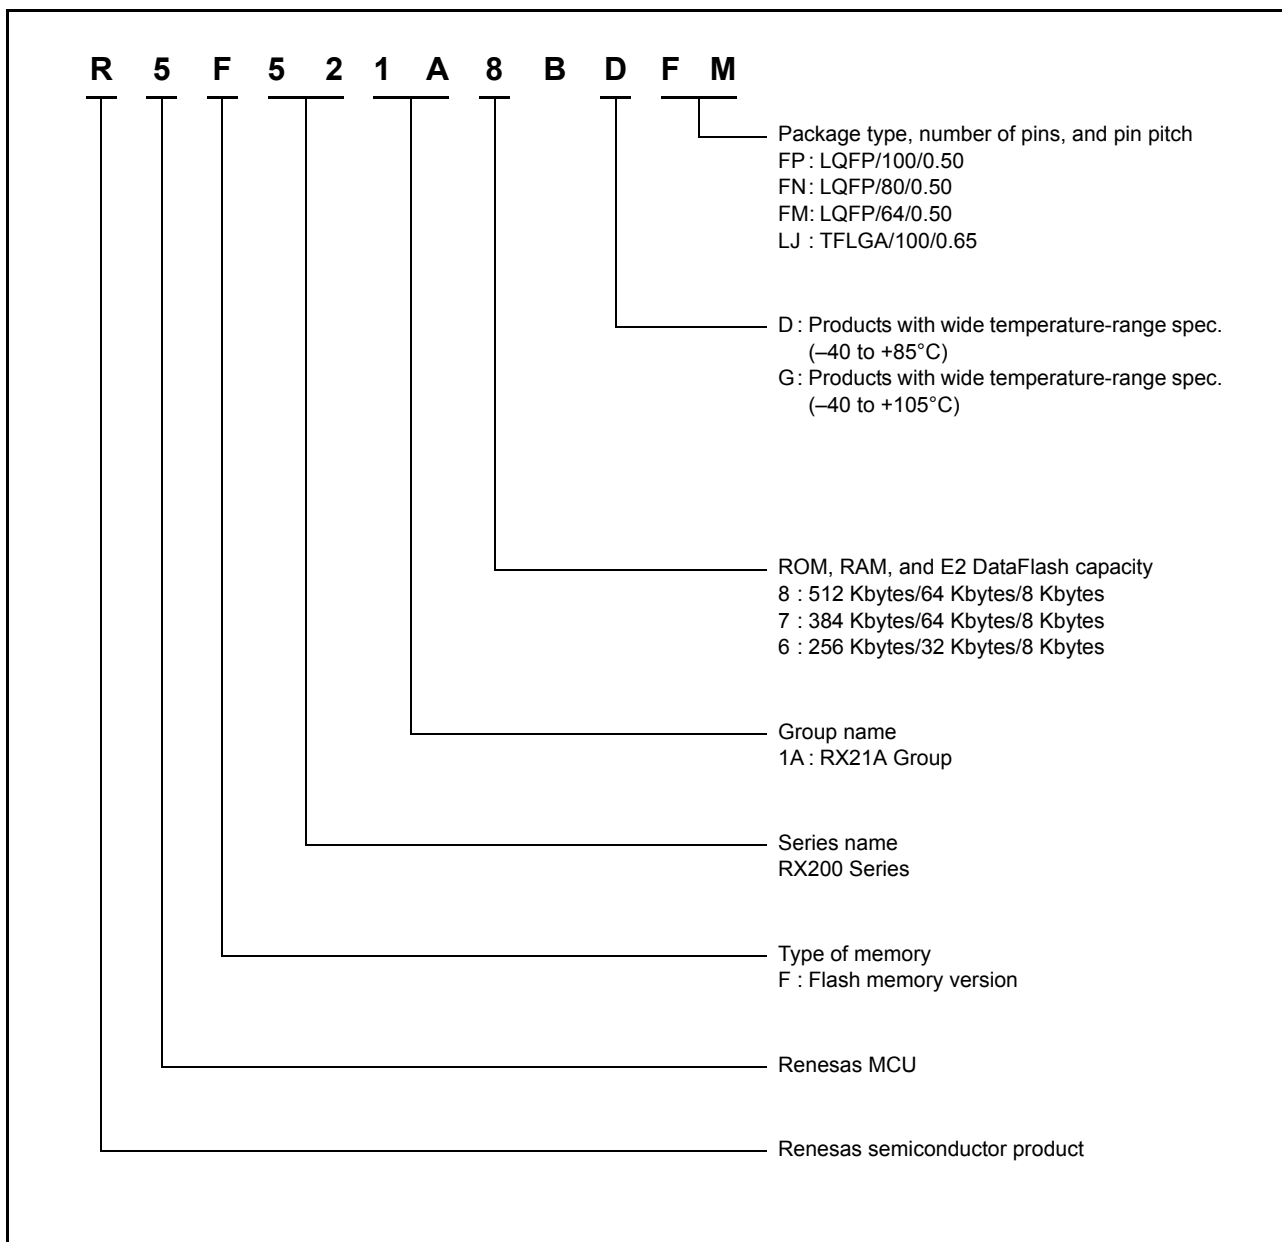 R 5 F 5 2 1 A 8 B D F M
Package type, number of pins, and pin pitch
FP : LQFP/100/0.50
FN : LQFP/80/0.50
FM: LQFP/64/0.50
LJ : TFLGA/100/0.65
D : Products with wide temperature-range spec.
(–40 to +85°C)
G : Products with wide temperature-range spec.
(–40 to +105°C)
ROM, RAM, and E2 DataFlash capacity
8 : 512 Kbytes/64 Kbytes/8 Kbytes
7 : 384 Kbytes/64 Kbytes/8 Kbytes
6 : 256 Kbytes/32 Kbytes/8 Kbytes
Group name
1A : RX21A Group
Series name
RX200 Series
Type of memory
F : Flash memory version
Renesas MCU
Renesas semiconductor product